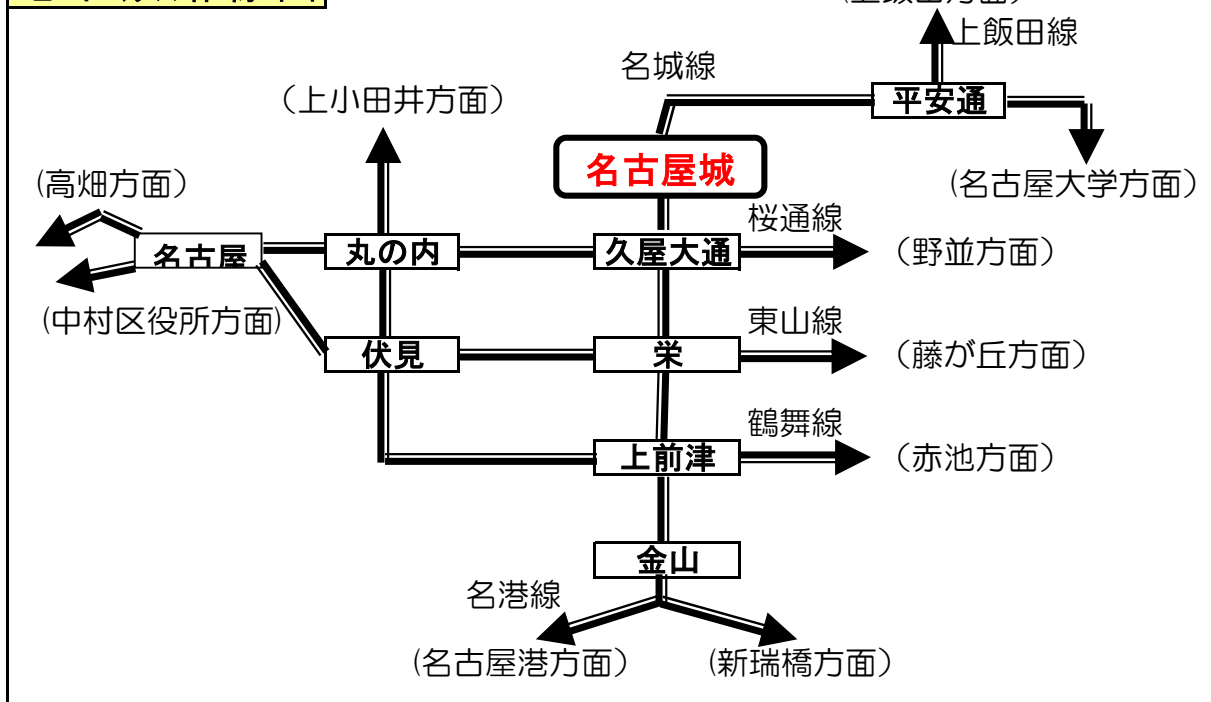 上飯田線
名城線
平安通
（上小田井方面）
名古屋城
(高畑方面）
(名古屋大学方面）
桜通線
名古屋
丸の内
久屋大通
（野並方面）
(中村区役所方面)
東山線
伏見
栄
（藤が丘方面）
鶴舞線
上前津
（赤池方面）
金山
名港線
(名古屋港方面）
(新瑞橋方面）